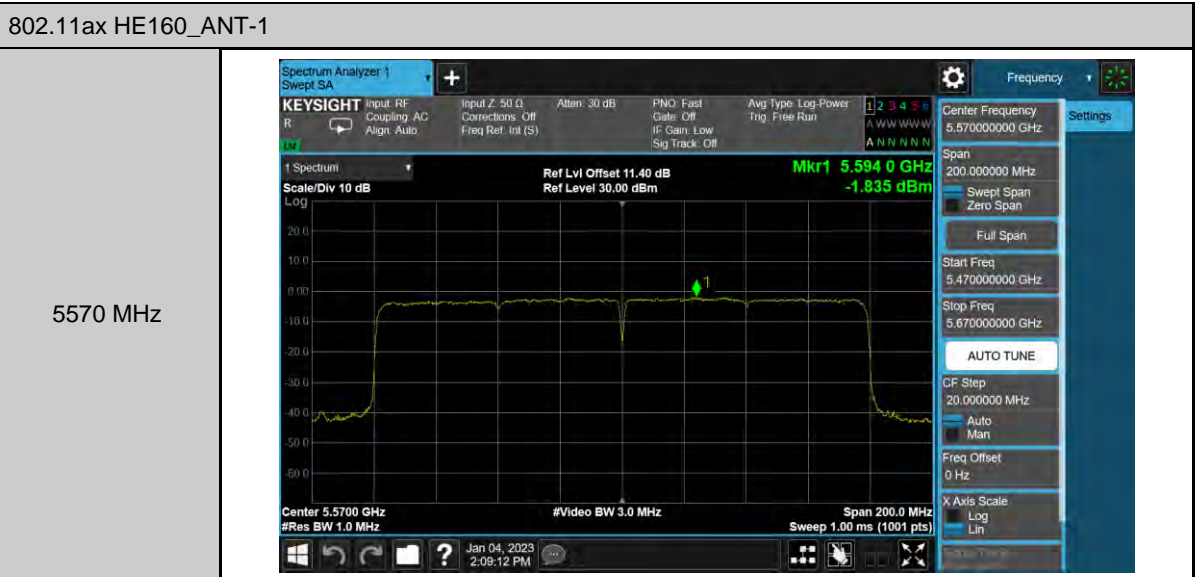 802.11ax HE160_ANT-1
5570 MHz
Spectrum Analyzer 1
Swept SA
+
Frequency
KEYSIGHT
R
Input: RF
Coupling: AC
Align: Auto
Input Z: 50 Ω
Corrections: Off
Freq Ref: Int (S)
Atten: 30 dB
PNO: Fast
Gate: Off
IF Gain: Low
Sig Track: Off
Avg Type: Log-Power
Trig: Free Run
1 2 3 4 5 6
A W W W W W
A N N N N N
1 Spectrum
Scale/Div 10 dB
Log
Ref Lvl Offset 11.40 dB
Ref Level 30.00 dBm
Mkr1 5.594 0 GHz
-1.835 dBm
20.0
10.0
0.00
-10.0
-20.0
-30.0
-40.0
-50.0
-60.0
1
Center 5.5700 GHz
#Res BW 1.0 MHz
#Video BW 3.0 MHz
Span 200.0 MHz
Sweep 1.00 ms (1001 pts)
?
Jan 04, 2023
2:09:12 PM
Center Frequency
5.570000000 GHz
Settings
Span
200.000000 MHz
Swept Span
Zero Span
Full Span
Start Freq
5.470000000 GHz
Stop Freq
5.670000000 GHz
AUTO TUNE
CF Step
20.000000 MHz
Auto
Man
Freq Offset
0 Hz
X Axis Scale
Log
Lin